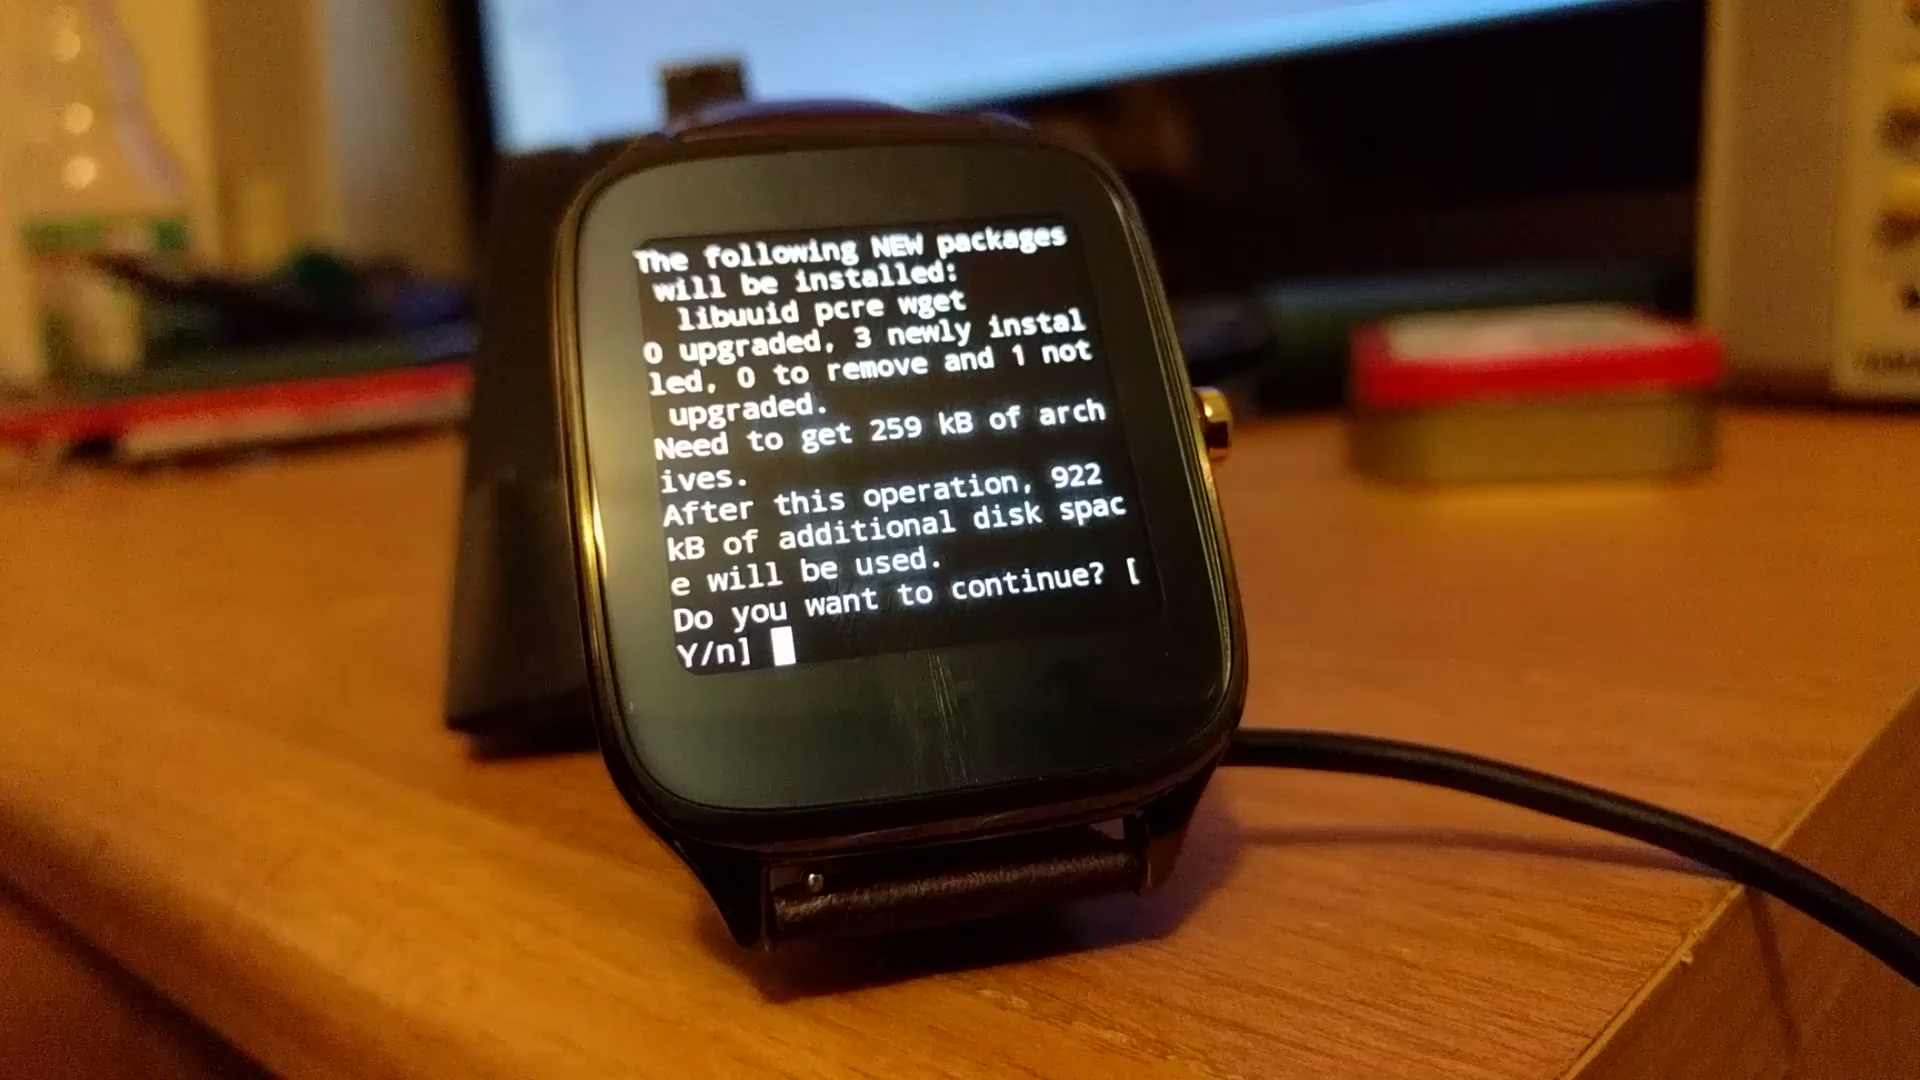 The following NEW packages
will be installed:
libuuid pcre wget
0 upgraded, 3 newly instal
led, 0 to remove and 1 not
upgraded.
Need to get 259 kB of arch
ives.
After this operation, 922
kB of additional disk spac
e will be used.
Do you want to continue? [
Y/n]